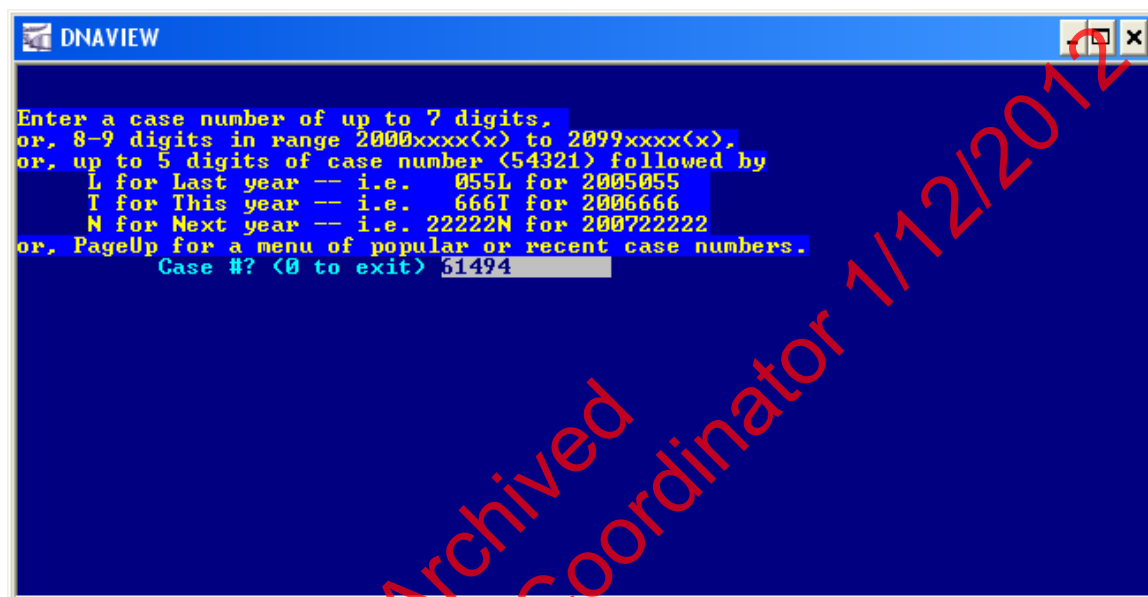 DNAVIEW
Enter a case number of up to 7 digits,
or, 8-9 digits in range 2000xxxx(x) to 2099xxxx(x),
or, up to 5 digits of case number (54321) followed by
L for Last year -- i.e. 055L for 2005055
T for This year -- i.e. 666T for 2006666
N for Next year -- i.e. 22222N for 200722222
or, PageUp for a menu of popular or recent case numbers.
Case #? (0 to exit) 61494
Archived
Coordinator 1/12/2012